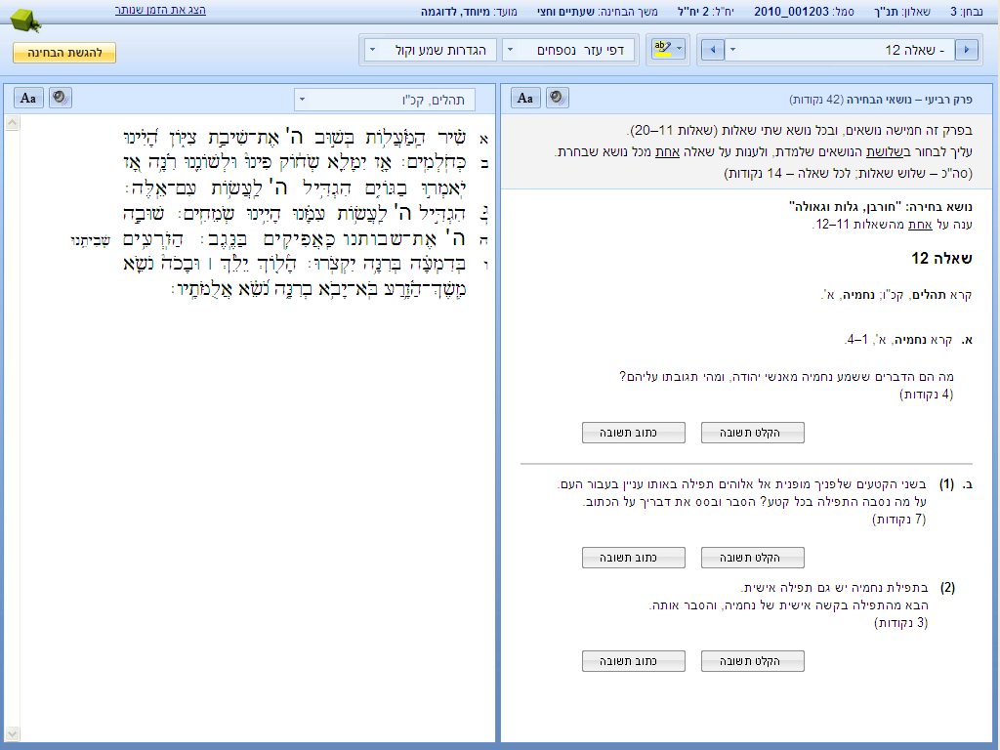 נבחן: 3 שאלון: תנ"ך סמל: 001203_2010 יח"ל: 2 יח"ל משך הבחינה: שעתיים וחצי מועד: מיוחד, לדוגמה הצג את הזמן שנותר
- שאלה 12 ab דפי עזר נספחים הגדרות שמע וקול להגשת הבחינה
פרק רביעי – נושאי הבחירה (42 נקודות) Aa
בפרק זה חמישה נושאים, ובכל נושא שתי שאלות (שאלות 11–20).
עליך לבחור בשלושת הנושאים שלמדת, ולענות על שאלה אחת מכל נושא שבחרת.
(סה"כ – שלוש שאלות; לכל שאלה – 14 נקודות)
נושא בחירה: "חורבן, גלות וגאולה"
ענה על אחת מהשאלות 11–12.
שאלה 12
קרא תהלים, קכ"ו; נחמיה, א'.
א. קרא נחמיה, א', 1–4.
מה הם הדברים ששמע נחמיה מאנשי יהודה, ומהי תגובתו עליהם?
(4 נקודות)
הקלט תשובה כתוב תשובה
ב. (1) בשני הקטעים שלפניך מופנית אל אלוהים תפילה באותו עניין בעבור העם.
על מה נסבה התפילה בכל קטע? הסבר ובסס את דבריך על הכתוב.
(7 נקודות)
הקלט תשובה כתוב תשובה
(2) בתפילת נחמיה יש גם תפילה אישית.
הבא מהתפילה בקשה אישית של נחמיה, והסבר אותה.
(3 נקודות)
הקלט תשובה כתוב תשובה
תהלים, קכ"ו Aa
א שִׁ֗יר הַֽמַּ֫עֲל֥וֹת בְּשׁ֣וּב ה' אֶת־שִׁיבַ֣ת צִיּ֑וֹן הָ֝יִ֗ינוּ
ב כְּחֹֽלְמִֽים: אָ֤ז יִמָּלֵ֪א שְׂח֡וֹק פִּינוּ֮ וּלְשׁוֹנֵ֪נוּ רִ֫נָּ֥ה אָ֭ז
יֹֽאמְר֣וּ בַגּוֹיִ֑ם הִגְדִּ֥יל ה' לַֽעֲשׂ֥וֹת עִם־אֵֽלֶּה:
ג הִגְדִּ֣יל ה' לַֽעֲשׂ֥וֹת עִמָּ֗נוּ הָיִ֥ינוּ שְׂמֵחִֽים: שׁוּבָ֣ה
ה ה' אֶת־שבותנו כַּֽאֲפִיקִ֥ים בַּנֶּֽגֶב: הַזֹּֽרְעִ֥ים שְׁבִיתֵ֑נוּ
ו בְּדִמְעָ֗ה בְּרִנָּ֥ה יִקְצֹֽרוּ: הָ֘ל֤וֹךְ יֵלֵ֨ךְ ׀ וּבָכֹה֮ נֹשֵׂ֪א
מֶֽשֶׁךְ־הַ֫זָּ֥רַע בֹּֽא־יָב֥וֹא בְרִנָּ֑ה נֹ֝שֵׂ֗א אֲלֻמֹּתָֽיו: